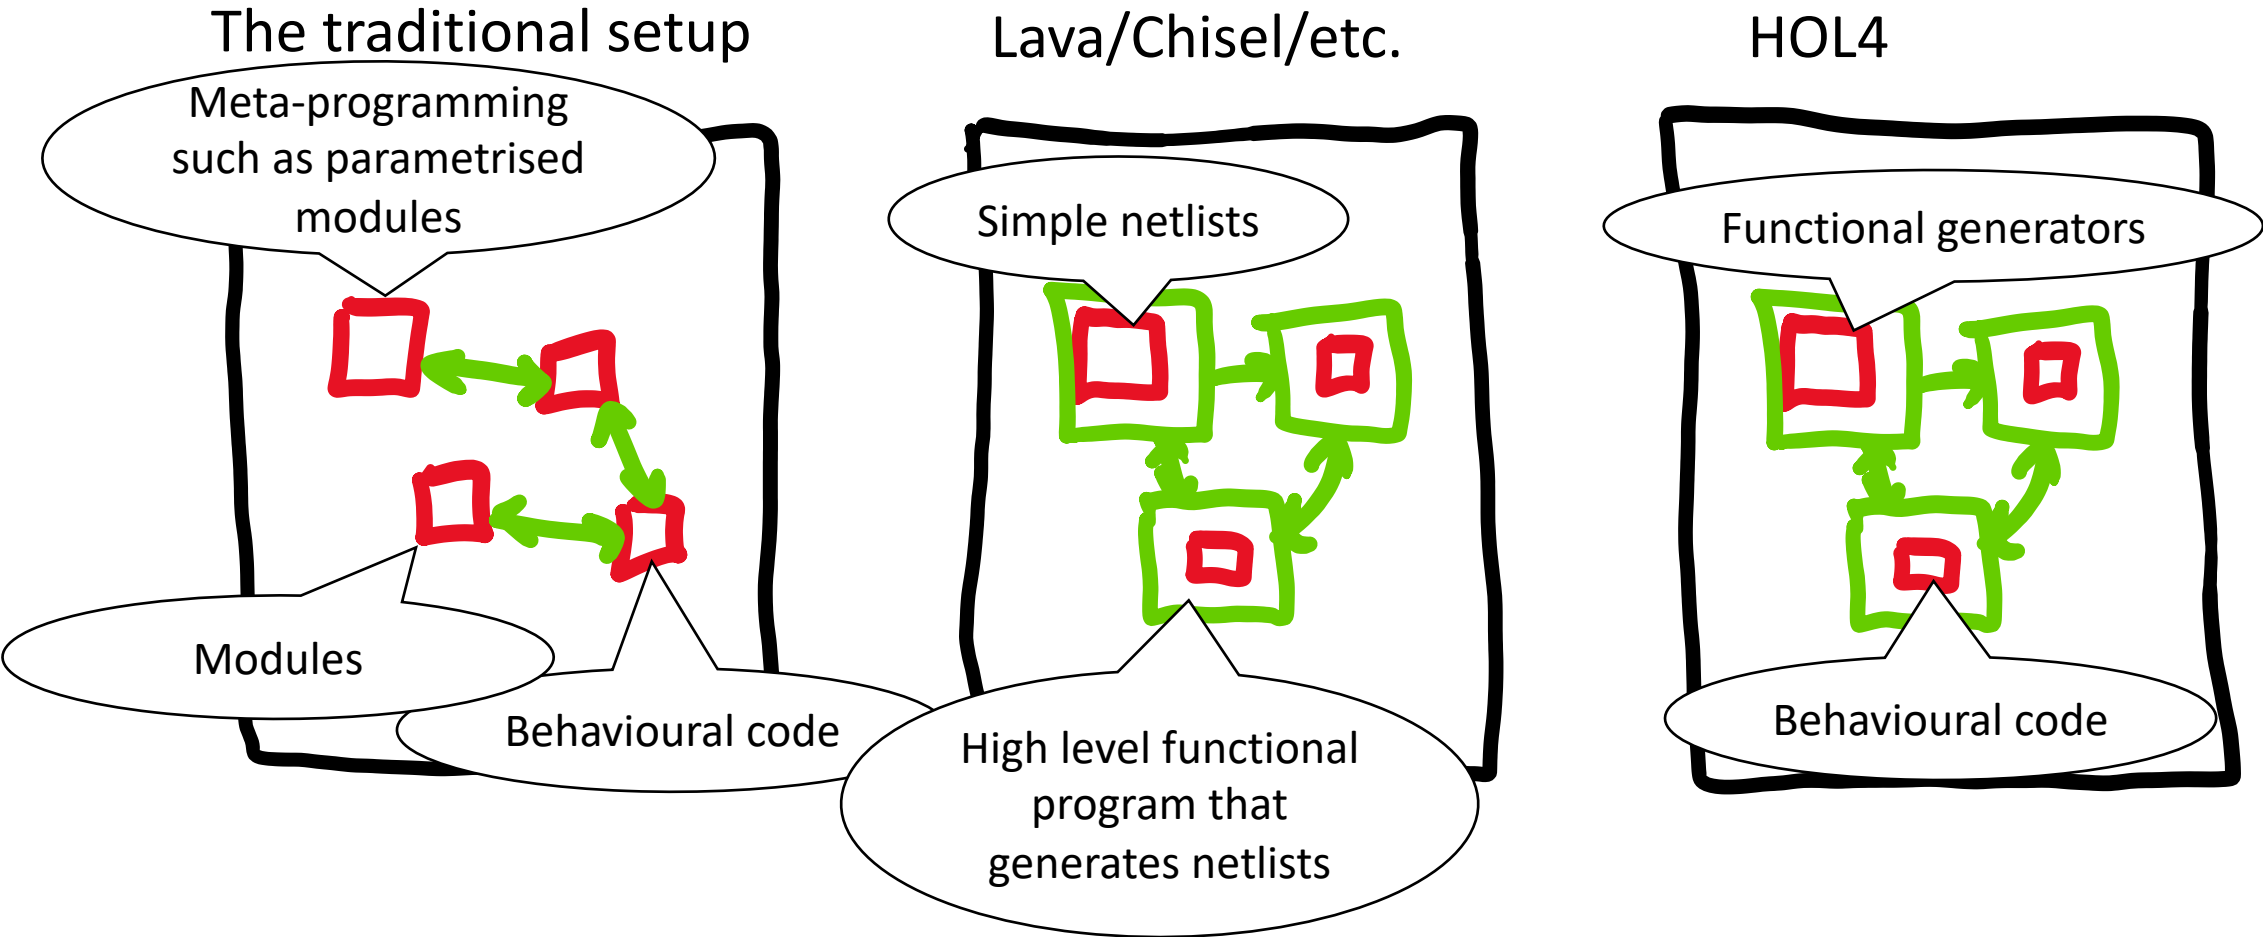 The traditional setup
Meta-programming
such as parametrised
modules
Modules
Behavioural code
Lava/Chisel/etc.
Simple netlists
High level functional
program that
generates netlists
HOL4
Functional generators
Behavioural code